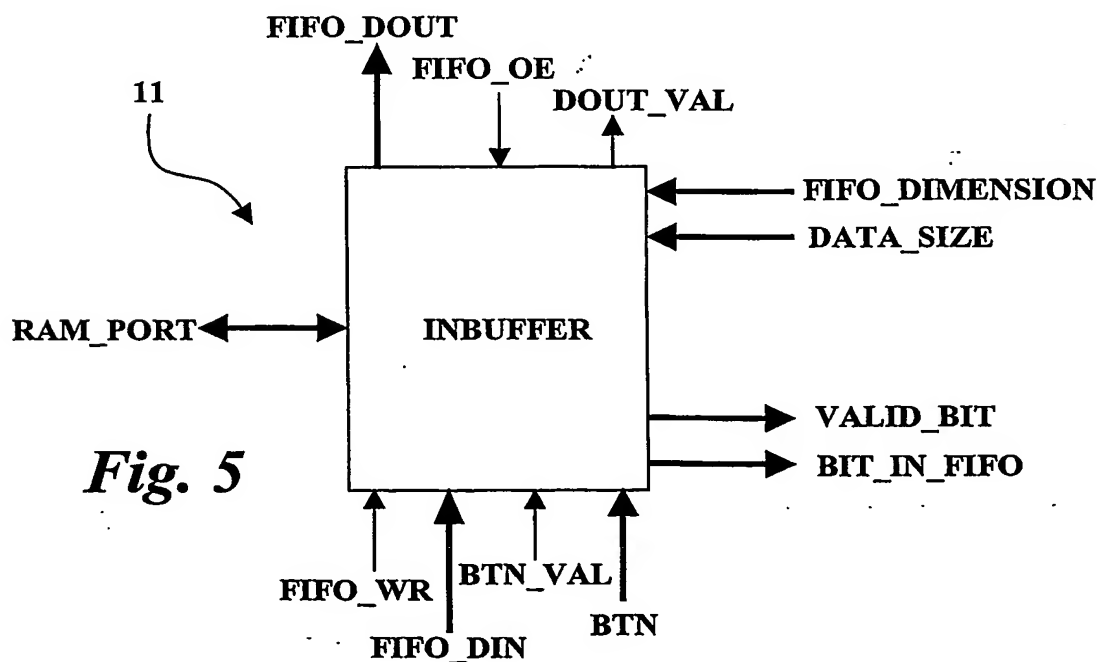 FIFO_DOUT
FIFO_OE
11
DOUT_VAL
FIFO_DIMENSION
DATA_SIZE
RAM_PORT
INBUFFER
VALID_BIT
Fig. 5
BIT_IN_FIFO
FIFO_WR
BTN_VAL
BTN
FIFO_DIN